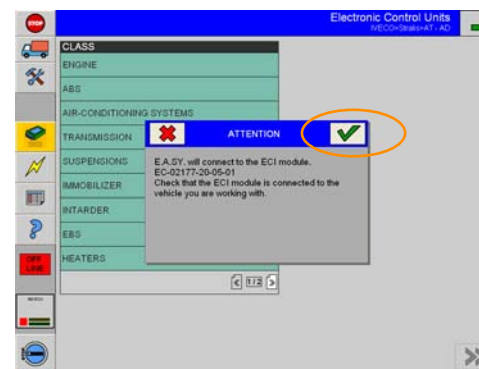 STOP
Electronic Control Units
IVECO>Stralis>AT - AD
CLASS
ENGINE
ABS
AIR-CONDITIONING SYSTEMS
TRANSMISSION
SUSPENSIONS
IMMOBILIZER
INTARDER
EBS
HEATERS
ATTENTION
E.A.SY. will connect to the ECI module.
EC-02177-20-05-01
Check that the ECI module is connected to the
vehicle you are working with.
OFF
LINE
1/2